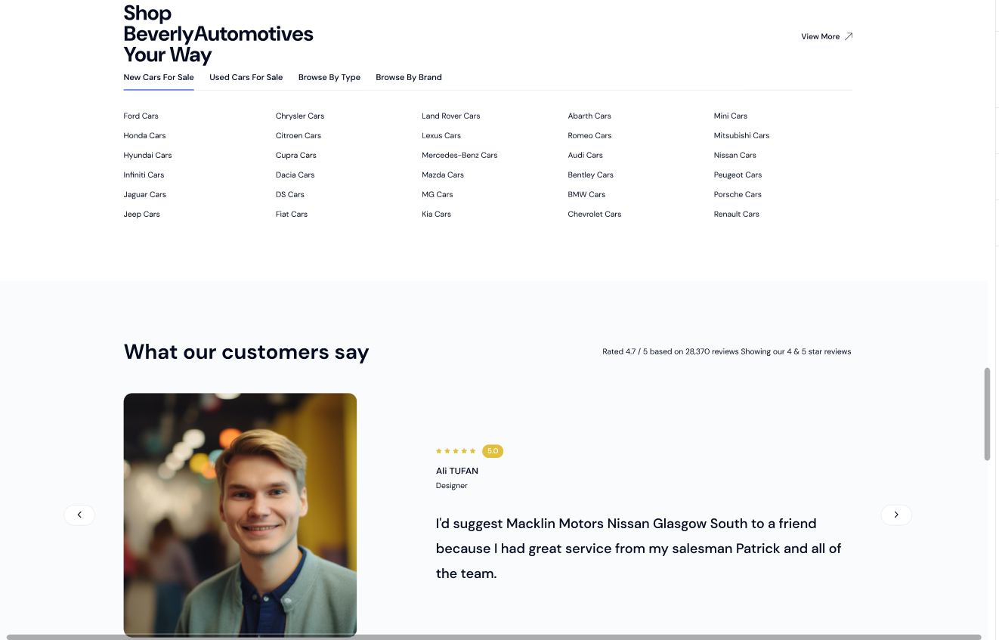 Shop
BeverlyAutomotives
Your Way
View More
New Cars For Sale
Used Cars For Sale
Browse By Type
Browse By Brand
Ford Cars
Chrysler Cars
Land Rover Cars
Abarth Cars
Mini Cars
Honda Cars
Citroen Cars
Lexus Cars
Romeo Cars
Mitsubishi Cars
Hyundai Cars
Cupra Cars
Mercedes-Benz Cars
Audi Cars
Nissan Cars
Infiniti Cars
Dacia Cars
Mazda Cars
Bentley Cars
Peugeot Cars
Jaguar Cars
DS Cars
MG Cars
BMW Cars
Porsche Cars
Jeep Cars
Fiat Cars
Kia Cars
Chevrolet Cars
Renault Cars
What our customers say
Rated 4.7 / 5 based on 28,370 reviews Showing our 4 & 5 star reviews
5.0
Ali TUFAN
Designer
I'd suggest Macklin Motors Nissan Glasgow South to a friend
because I had great service from my salesman Patrick and all of
the team.